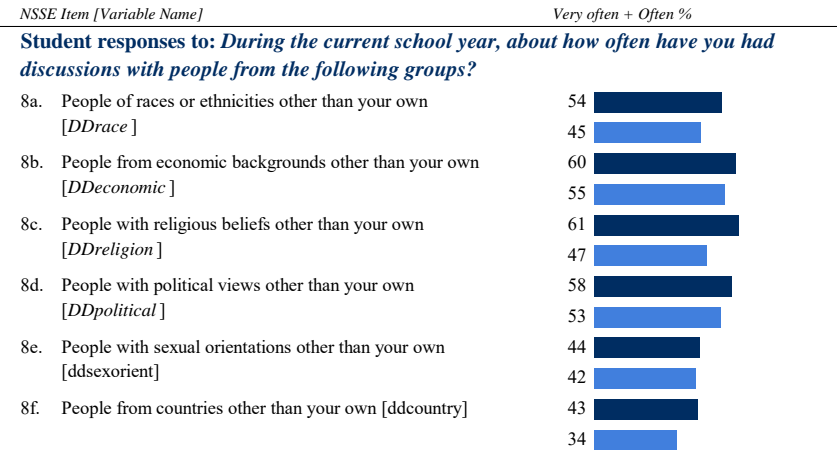 NSSE Item [Variable Name] Very often + Often %
Student responses to: During the current school year, about how often have you had
discussions with people from the following groups?
8a. People of races or ethnicities other than your own 54
[DDrace ] 45
8b. People from economic backgrounds other than your own 60
[DDeconomic ] 55
8c. People with religious beliefs other than your own 61
[DDreligion ] 47
8d. People with political views other than your own 58
[DDpolitical ] 53
8e. People with sexual orientations other than your own 44
[ddsexorient] 42
8f. People from countries other than your own [ddcountry] 43
34